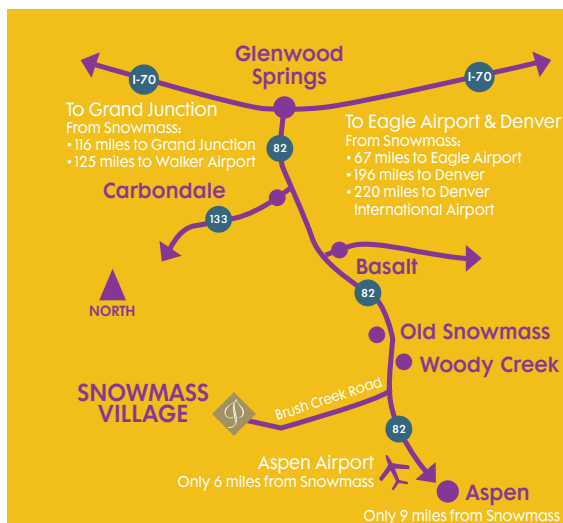 Glenwood
Springs
I-70
I-70
To Grand Junction
From Snowmass:
• 116 miles to Grand Junction
• 125 miles to Walker Airport
82
To Eagle Airport & Denver
From Snowmass:
• 67 miles to Eagle Airport
• 196 miles to Denver
• 220 miles to Denver
International Airport
Carbondale
133
Basalt
NORTH
82
Old Snowmass
Woody Creek
SNOWMASS
VILLAGE
Brush Creek Road
82
Aspen Airport
Only 6 miles from Snowmass
Aspen
Only 9 miles from Snowmass